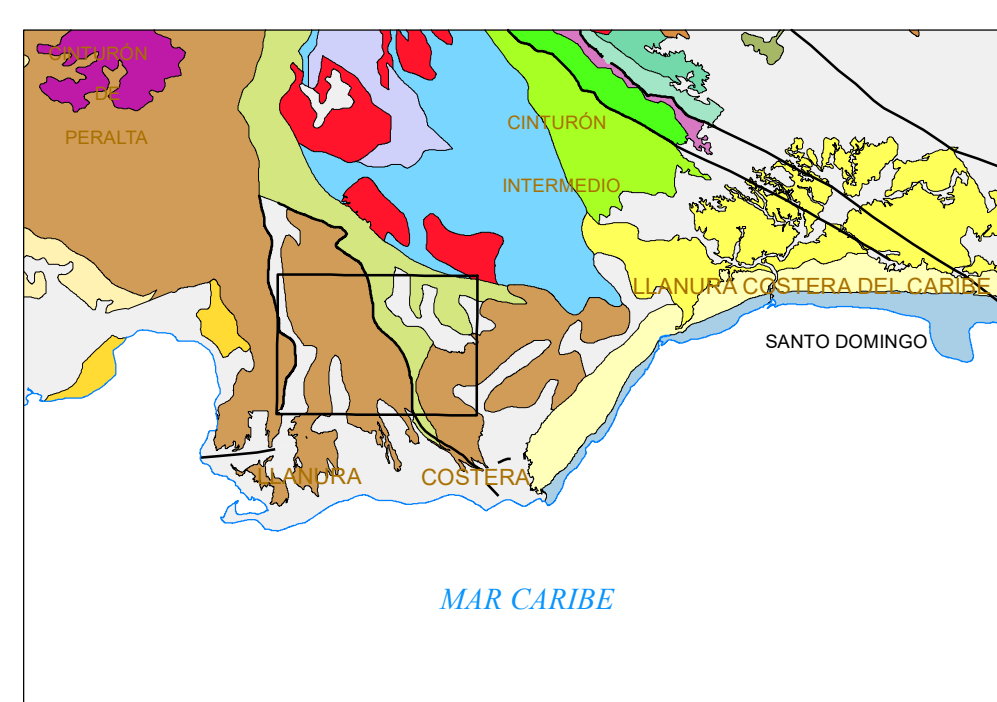 CINTURÓN
DE
PERALTA
CINTURÓN
INTERMEDIO
LLANURA COSTERA DEL CARIBE
SANTO DOMINGO
LLANURA COSTERA
MAR CARIBE